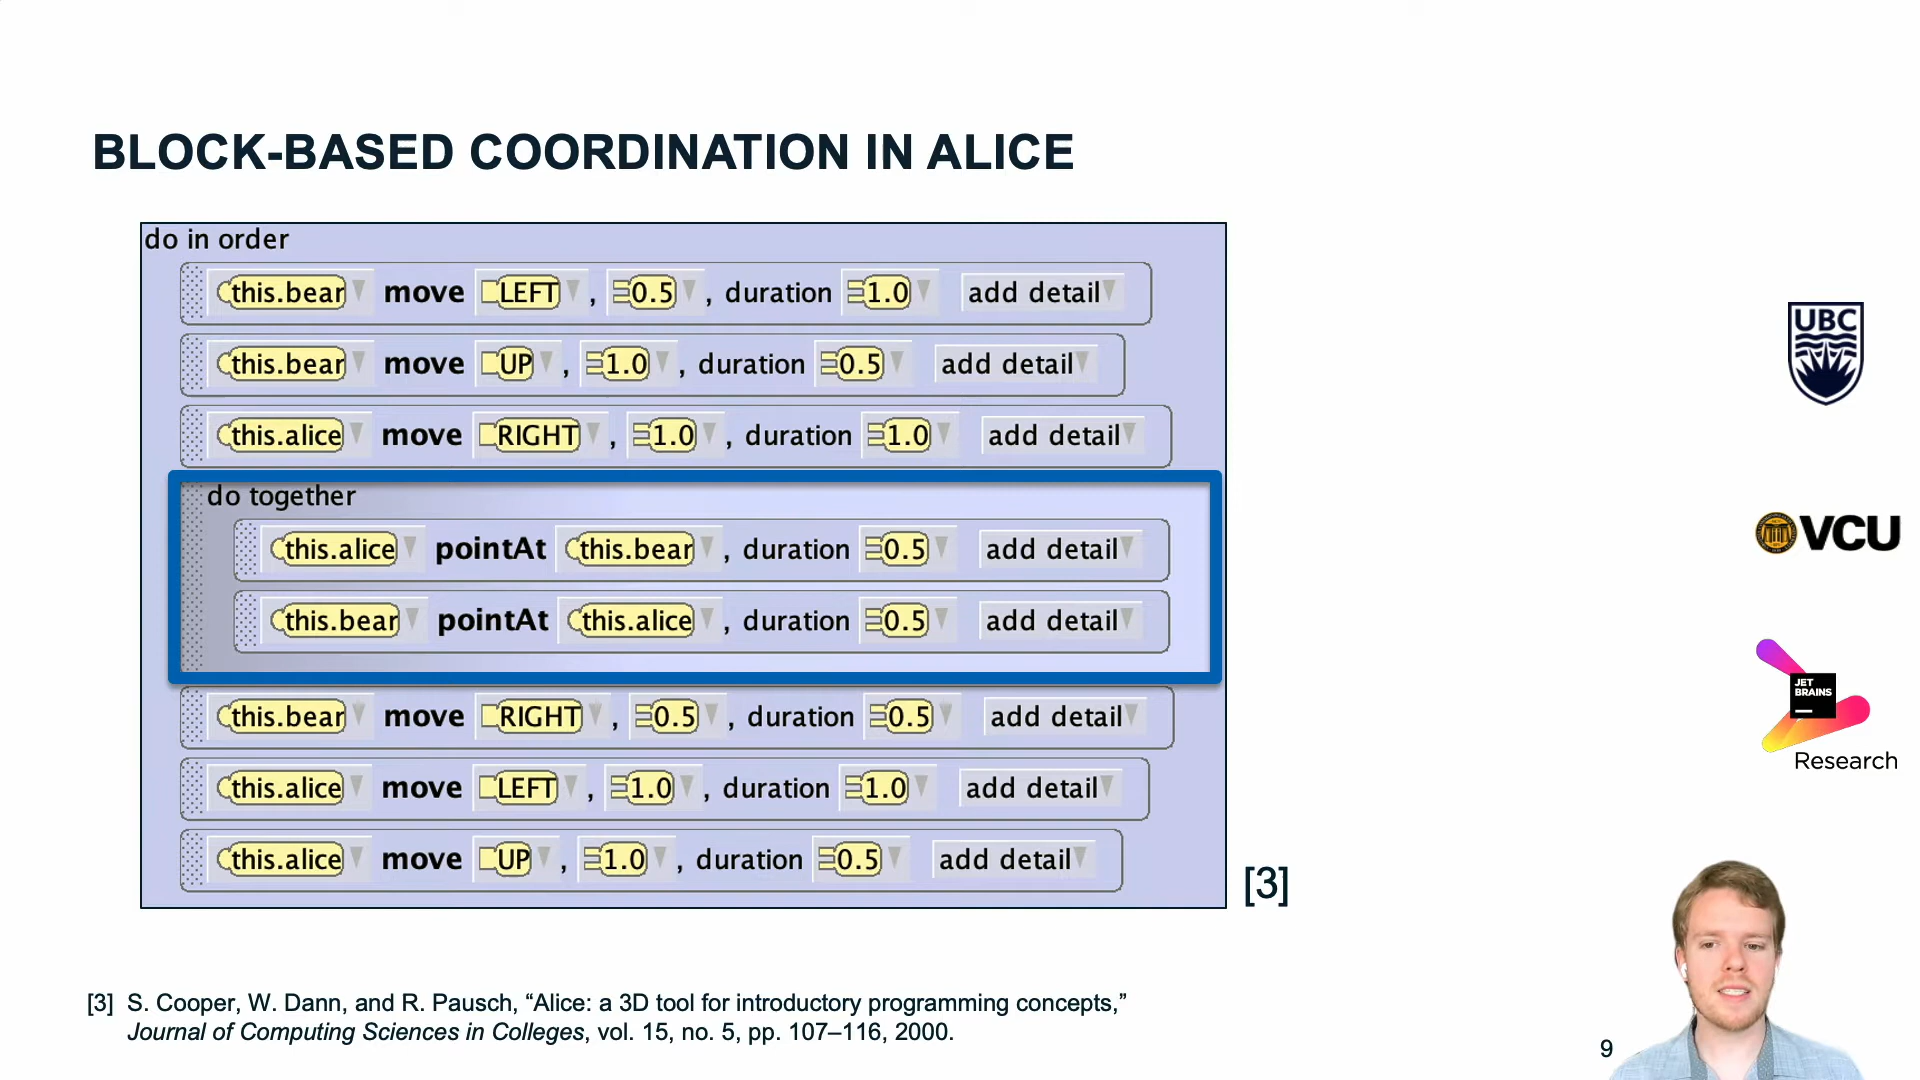 BLOCK-BASED COORDINATION IN ALICE
do in order
this.bear move LEFT , 0.5 , duration 1.0 add detail
this.bear move UP , 1.0 , duration 0.5 add detail
this.alice move RIGHT , 1.0 , duration 1.0 add detail
do together
this.alice pointAt this.bear , duration 0.5 add detail
this.bear pointAt this.alice , duration 0.5 add detail
this.bear move RIGHT , 0.5 , duration 0.5 add detail
this.alice move LEFT , 1.0 , duration 1.0 add detail
this.alice move UP , 1.0 , duration 0.5 add detail
[3]
UBC
VCU
JET
BRAINS
Research
[3] S. Cooper, W. Dann, and R. Pausch, “Alice: a 3D tool for introductory programming concepts,”
Journal of Computing Sciences in Colleges, vol. 15, no. 5, pp. 107–116, 2000.
9